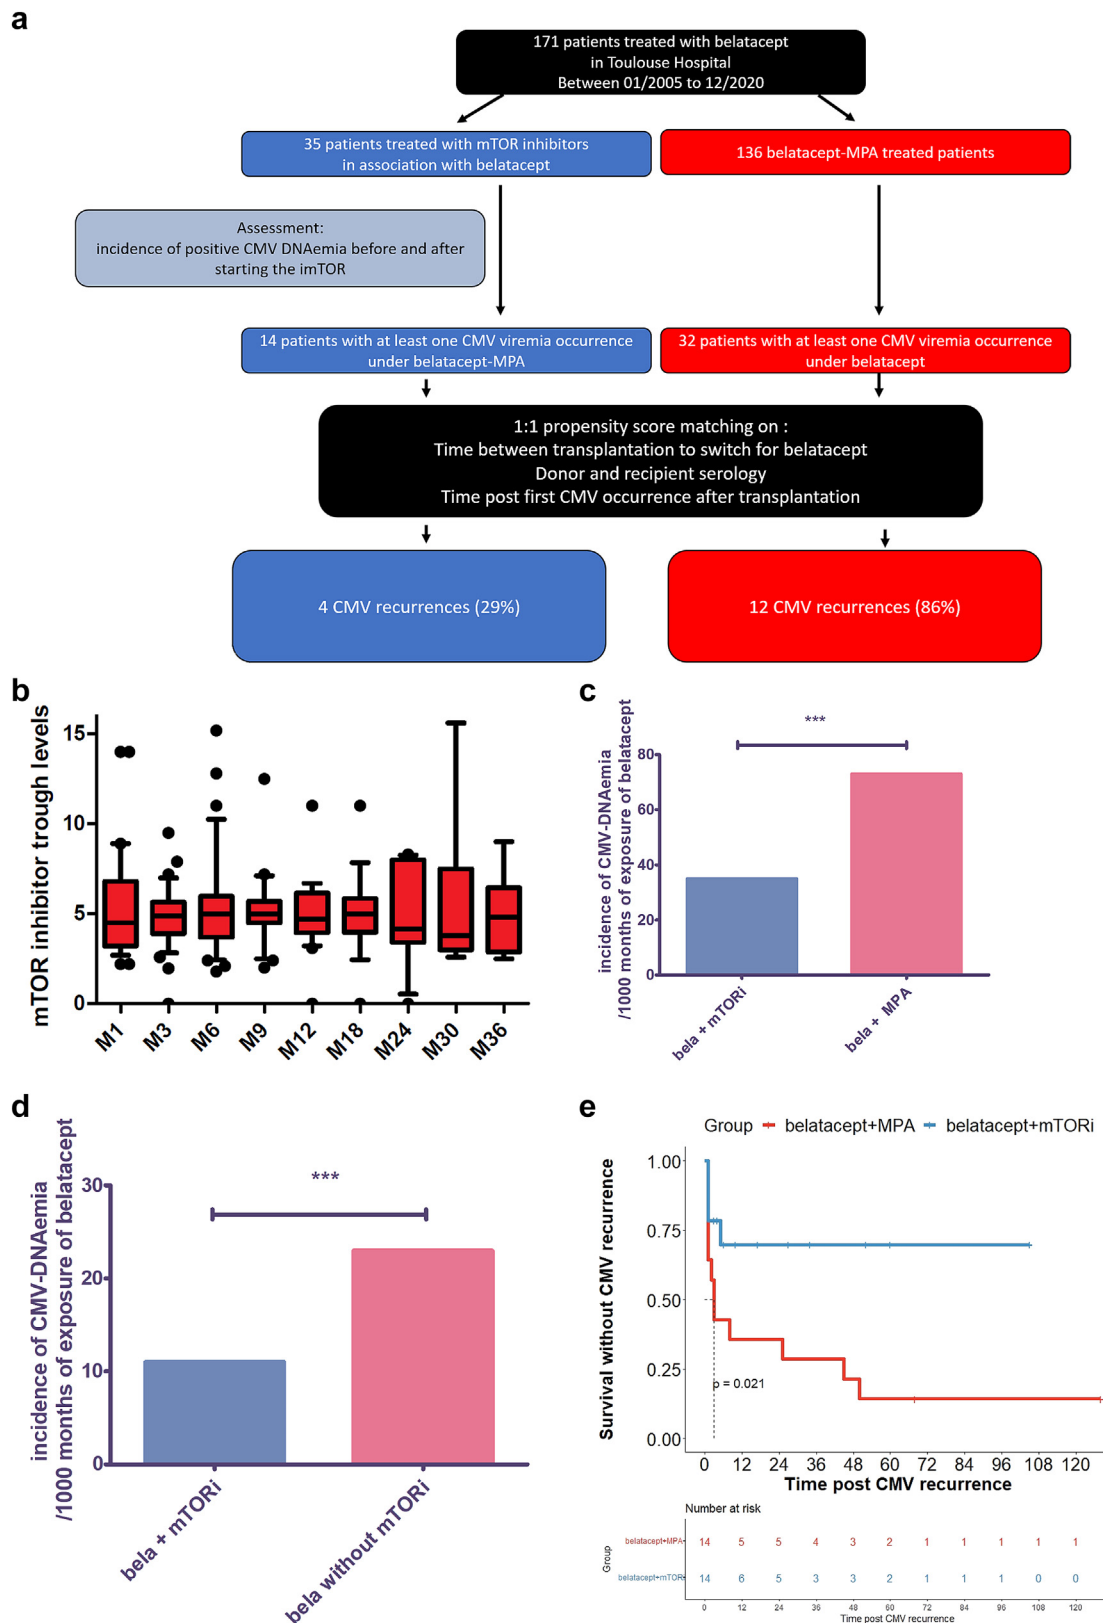 a
171 patients treated with belatacept
in Toulouse Hospital
Between 01/2005 to 12/2020
35 patients treated with mTOR inhibitors
in association with belatacept
136 belatacept-MPA treated patients
Assessment:
incidence of positive CMV DNAemia before and after
starting the imTOR
14 patients with at least one CMV viremia occurrence
under belatacept-MPA
32 patients with at least one CMV viremia occurrence
under belatacept
1:1 propensity score matching on :
Time between transplantation to switch for belatacept
Donor and recipient serology
Time post first CMV occurrence after transplantation
4 CMV recurrences (29%)
12 CMV recurrences (86%)
b
mTOR inhibitor trough levels
15
10
5
0
M1 M3 M6 M9 M12 M18 M24 M30 M36
c
incidence of CMV-DNAemia
/1000 months of exposure of belatacept
80
60
40
20
0
***
bela + mTORi
bela + MPA
d
incidence of CMV-DNAemia
/1000 months of exposure of belatacept
30
20
10
0
***
bela + mTORi
bela without mTORi
e
Group belatacept+MPA belatacept+mTORi
Survival without CMV recurrence
1.00
0.75
0.50
0.25
0.00
p = 0.021
0 12 24 36 48 60 72 84 96 108 120
Time post CMV recurrence
Number at risk
Group
belatacept+MPA 14 5 5 4 3 2 1 1 1 1 1
belatacept+mTORi 14 6 5 3 3 2 1 1 1 0 0
0 12 24 36 48 60 72 84 96 108 120
Time post CMV recurrence